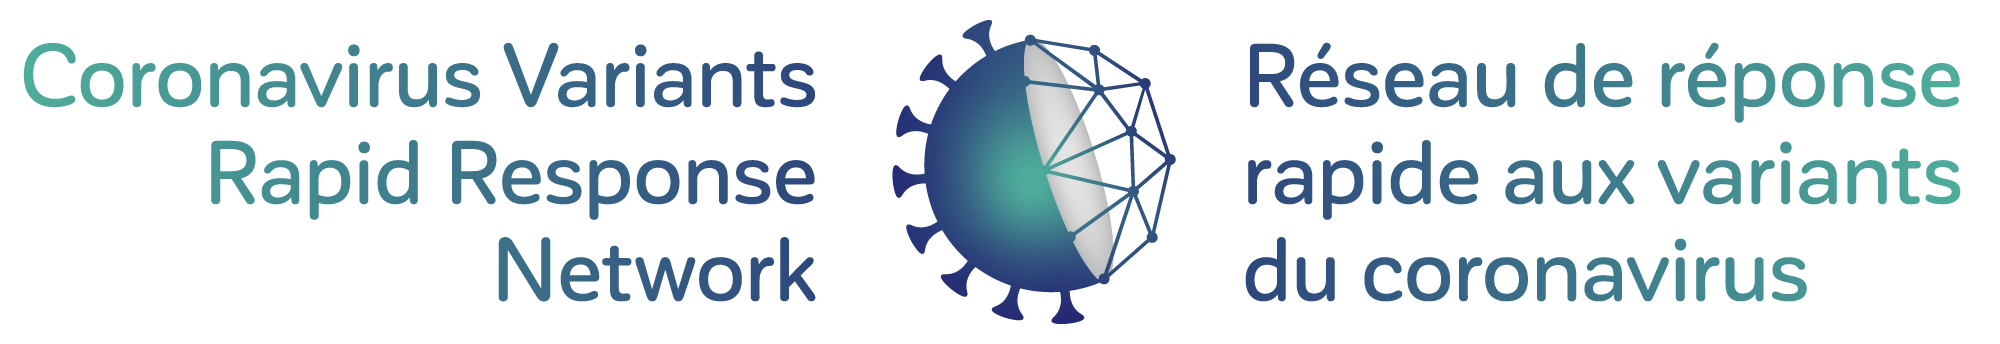 Coronavirus Variants
Rapid Response
Network
Réseau de réponse
rapide aux variants
du coronavirus